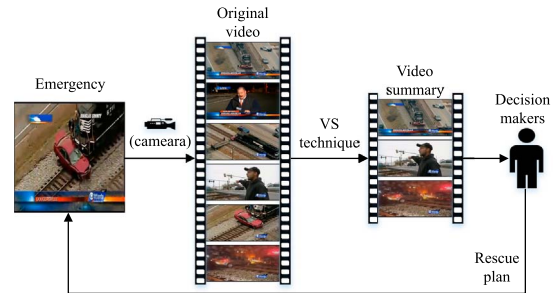 Original
video
Emergency
(cameara)
VS
technique
Video
summary
Decision
makers
Rescue
plan